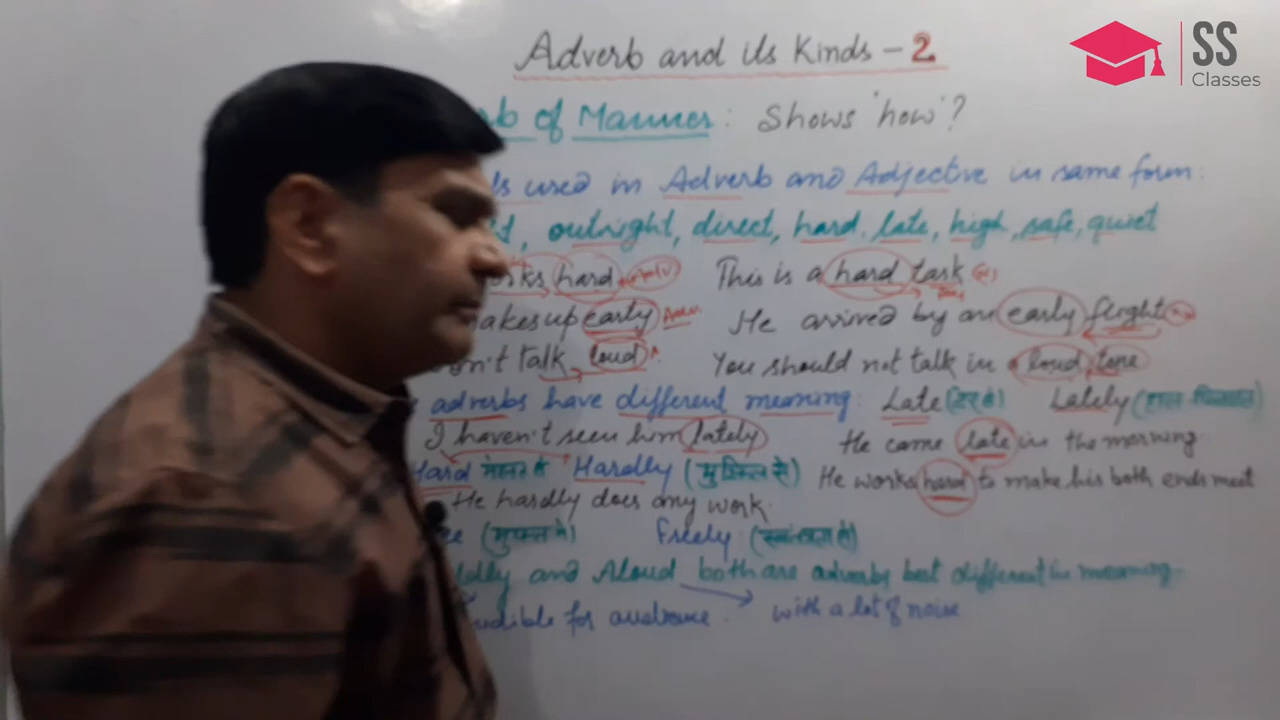 SS
Classes
Adverb and its Kinds - 2
of Manner : Shows 'how'?
used in Adverb and Adjective in same form:
outright, direct, hard, late, high, safe, quiet
hard This is a hard task
up early He arrived by an early flight
talk loud You should not talk in a loud tone
adverbs have different meaning: Late (देर से) Lately
I haven't seen him lately He came late in the morning
Hard मेहनत से Hardly (मुश्किल से) He works hard to make his both ends meet
He hardly does any work.
(मुफ्त में) Freely (स्वतंत्रता से)
and Aloud both are adverbs but different in meaning.
for audience. with a lot of noise